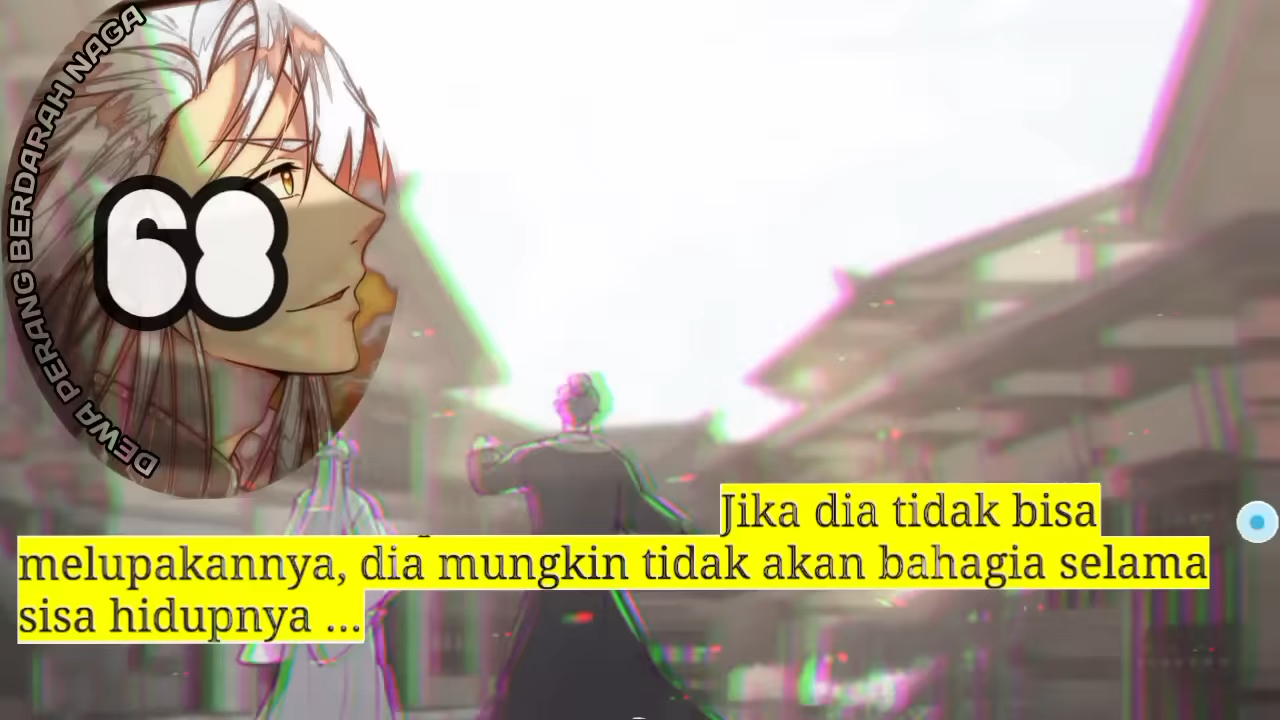 DEWA PERANG BERDARAH NAGA
68
Jika dia tidak bisa
melupakannya, dia mungkin tidak akan bahagia selama
sisa hidupnya ...